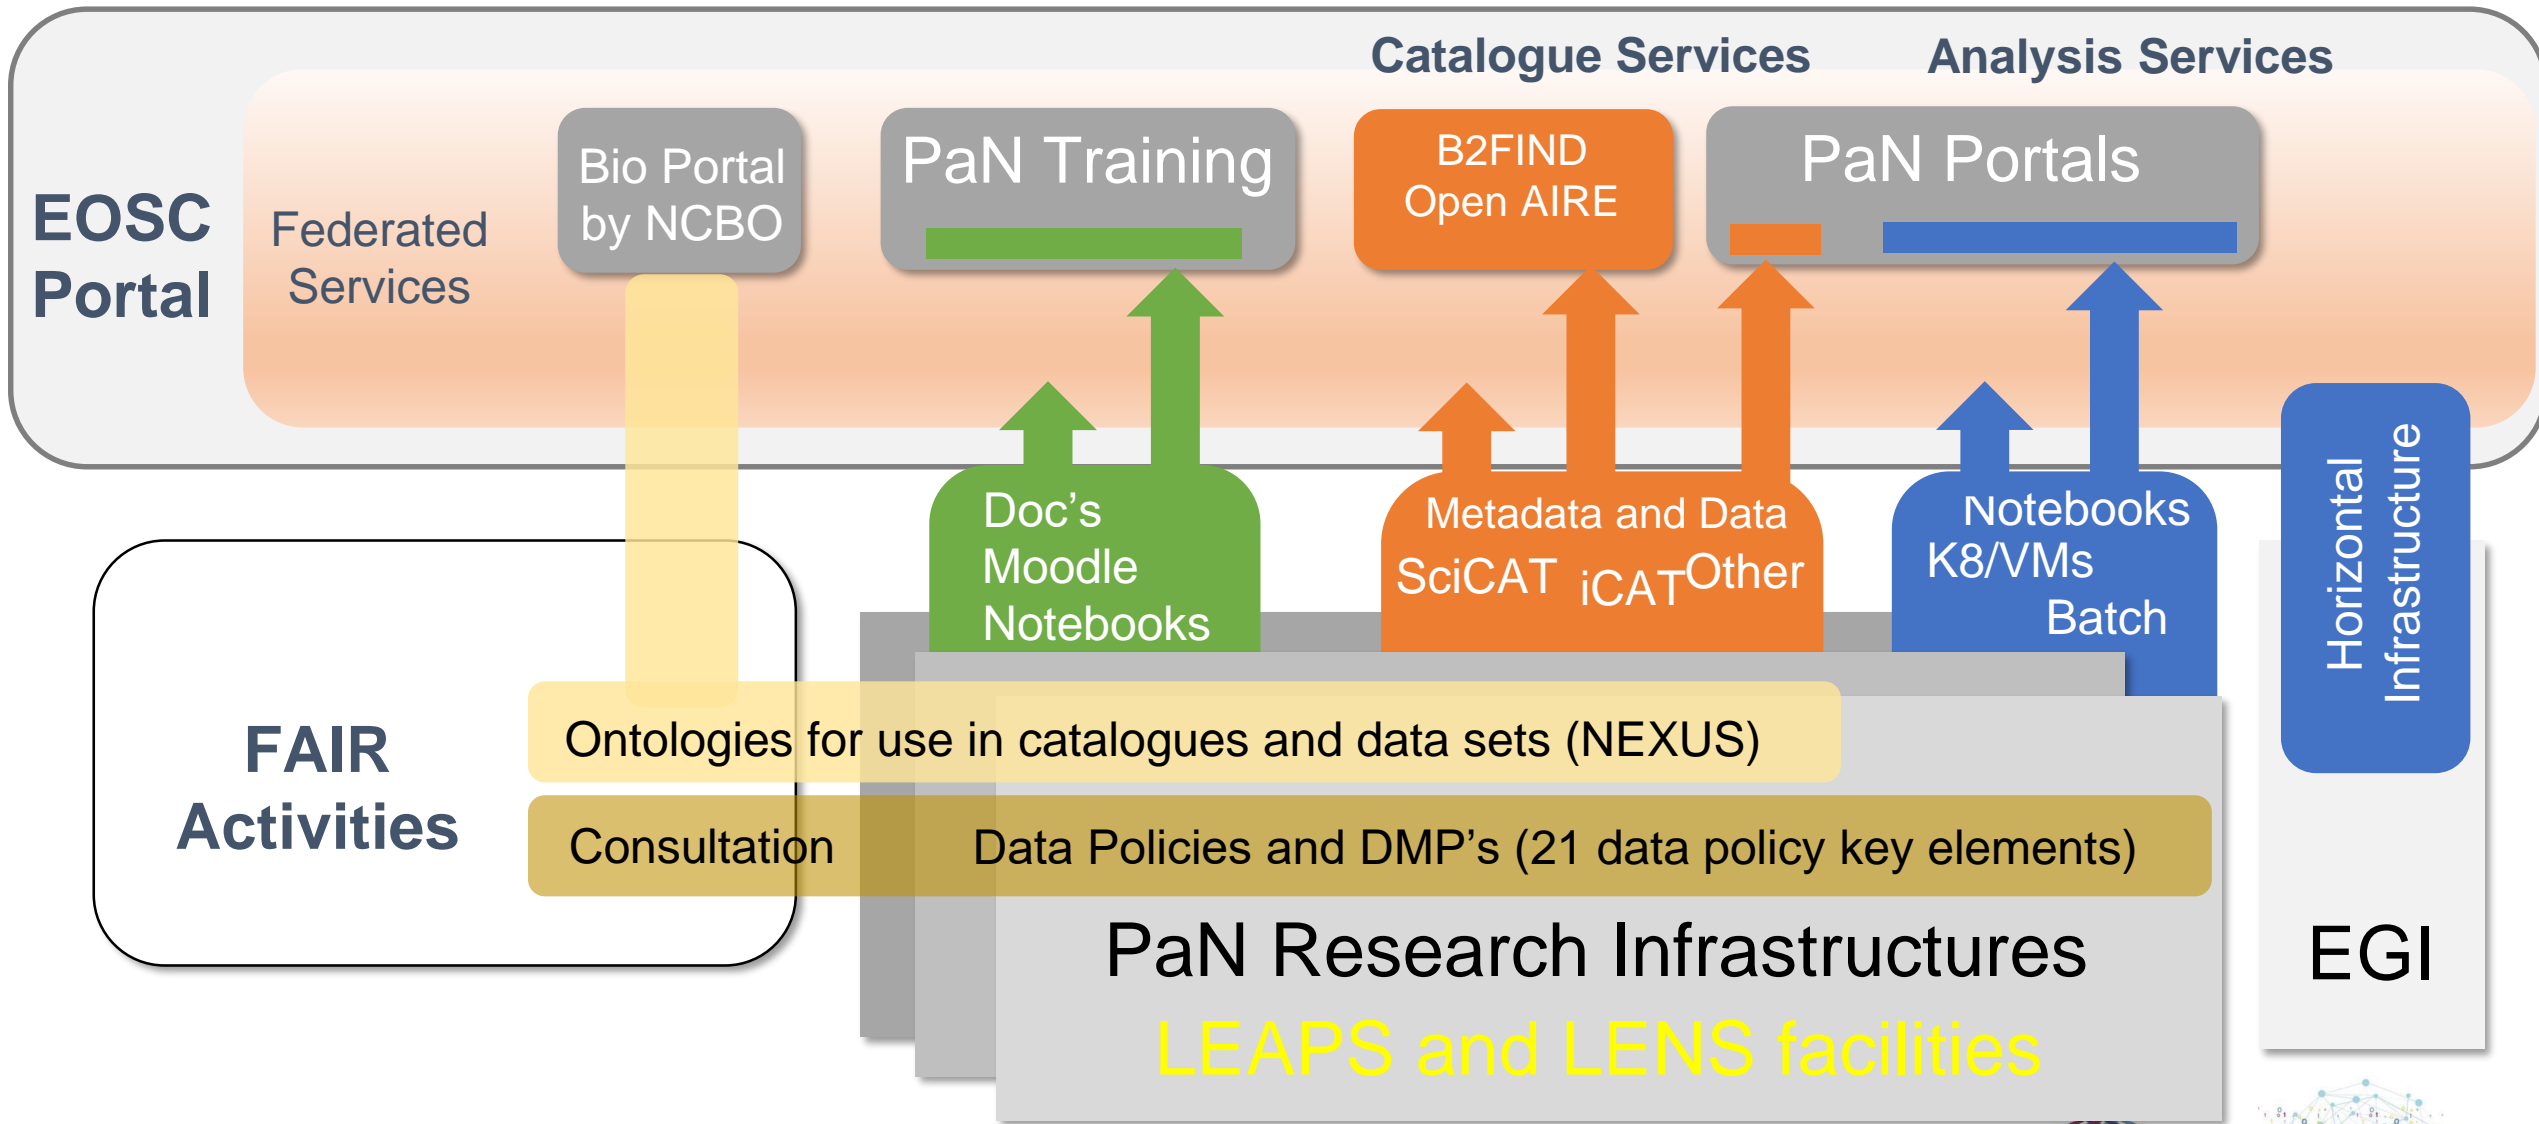 Catalogue Services
Analysis Services
EOSC
Portal
Federated
Services
Bio Portal
by NCBO
PaN Training
B2FIND
Open AIRE
PaN Portals
Doc’s
Moodle
Notebooks
Metadata and Data
SciCAT iCAT Other
Notebooks
K8/VMs
Batch
Horizontal
Infrastructure
FAIR
Activities
Ontologies for use in catalogues and data sets (NEXUS)
Consultation Data Policies and DMP’s (21 data policy key elements)
PaN Research Infrastructures
LEAPS and LENS facilities
EGI